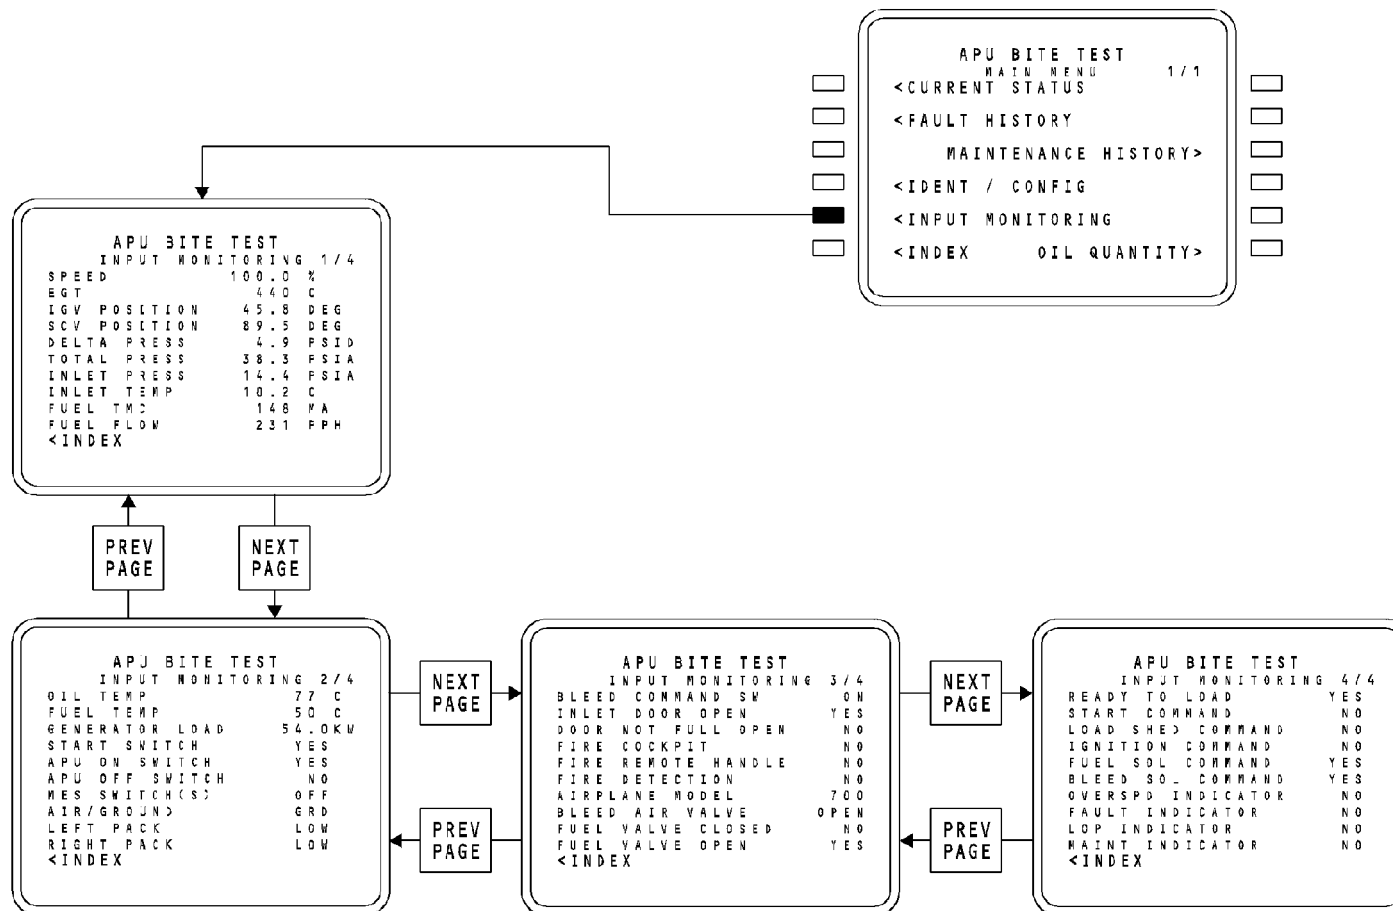 APU BITE TEST
MAIN MENU 1/1
<CURRENT STATUS
<FAULT HISTORY
MAINTENANCE HISTORY>
<IDENT / CONFIG
<INPUT MONITORING
<INDEX OIL QUANTITY>
APU BITE TEST
INPUT MONITORING 1/4
SPEED 100.0 %
EGT 440 C
IGV POSITION 45.8 DEG
SCV POSITION 89.5 DEG
DELTA PRESS 4.9 PSID
TOTAL PRESS 38.3 PSIA
INLET PRESS 14.4 PSIA
INLET TEMP 10.2 C
FUEL TMC 148 MA
FUEL FLOW 231 PPH
<INDEX
PREV
PAGE
NEXT
PAGE
APU BITE TEST
INPUT MONITORING 2/4
OIL TEMP 77 C
FUEL TEMP 50 C
GENERATOR LOAD 54.0KW
START SWITCH YES
APU ON SWITCH YES
APU OFF SWITCH NO
MES SWITCH(S) OFF
AIR/GROUND GRD
LEFT PACK LOW
RIGHT PACK LOW
<INDEX
NEXT
PAGE
PREV
PAGE
APU BITE TEST
INPUT MONITORING 3/4
BLEED COMMAND SW ON
INLET DOOR OPEN YES
DOOR NOT FULL OPEN NO
FIRE COCKPIT NO
FIRE REMOTE HANDLE NO
FIRE DETECTION NO
AIRPLANE MODEL 700
BLEED AIR VALVE OPEN
FUEL VALVE CLOSED NO
FUEL VALVE OPEN YES
<INDEX
NEXT
PAGE
PREV
PAGE
APU BITE TEST
INPUT MONITORING 4/4
READY TO LOAD YES
START COMMAND NO
LOAD SHED COMMAND NO
IGNITION COMMAND NO
FUEL SOL COMMAND YES
BLEED SOL COMMAND YES
OVERSPD INDICATOR NO
FAULT INDICATOR NO
LOP INDICATOR NO
MAINT INDICATOR NO
<INDEX